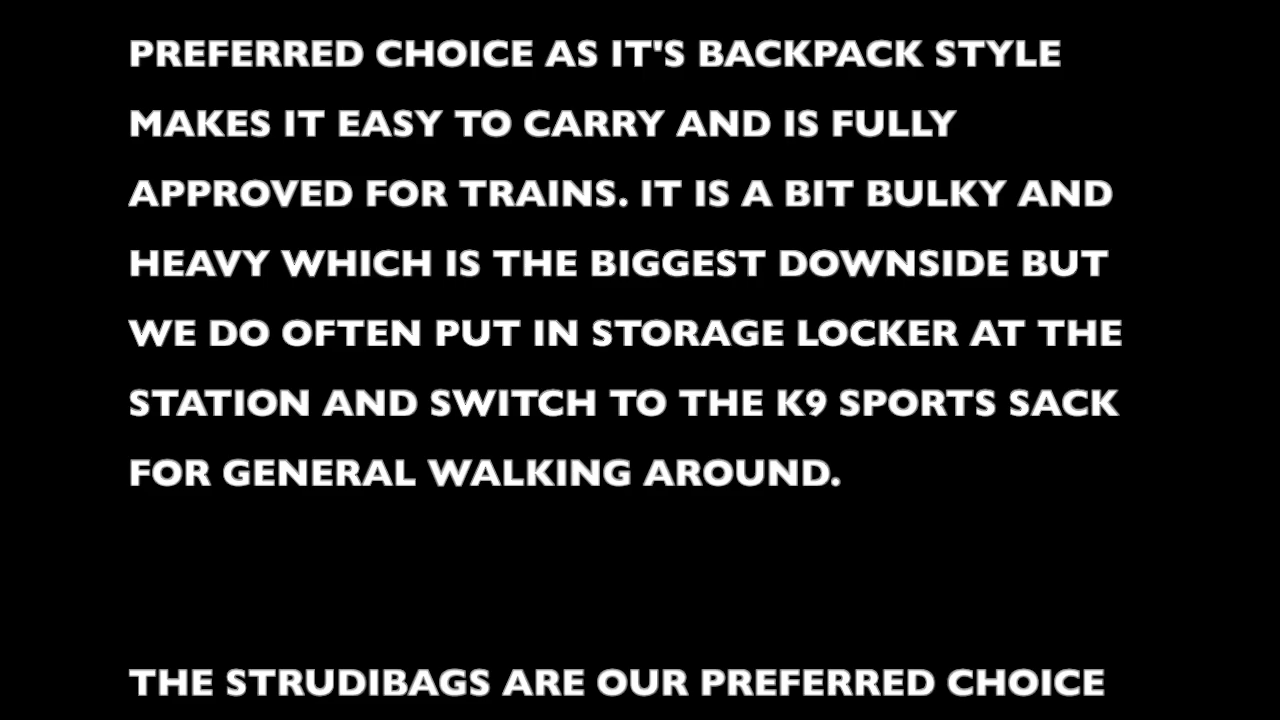 PREFERRED CHOICE AS IT'S BACKPACK STYLE
MAKES IT EASY TO CARRY AND IS FULLY
APPROVED FOR TRAINS. IT IS A BIT BULKY AND
HEAVY WHICH IS THE BIGGEST DOWNSIDE BUT
WE DO OFTEN PUT IN STORAGE LOCKER AT THE
STATION AND SWITCH TO THE K9 SPORTS SACK
FOR GENERAL WALKING AROUND.
THE STRUDIBAGS ARE OUR PREFERRED CHOICE